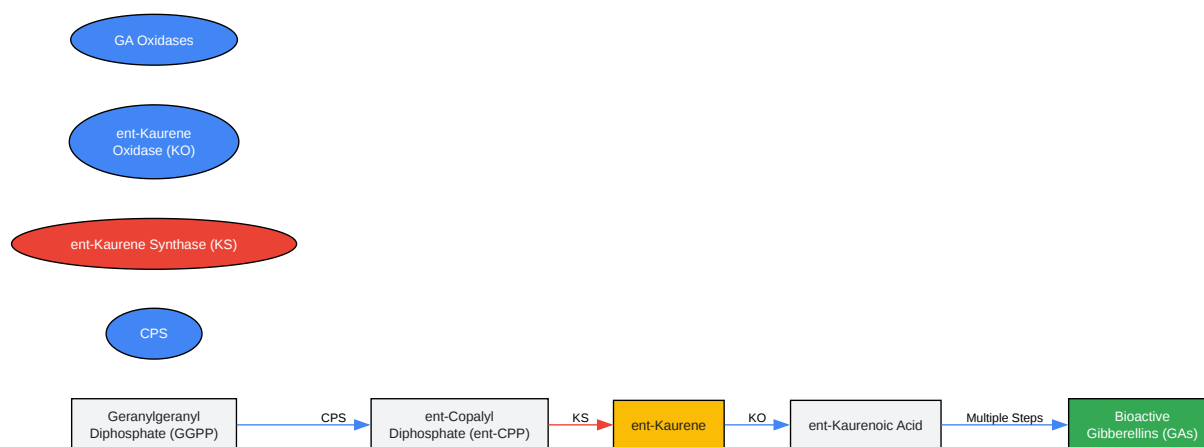 GA Oxidases
ent-Kaurene
Oxidase (KO)
ent-Kaurene Synthase (KS)
CPS
Geranylgeranyl
Diphosphate (GGPP)
CPS
ent-Copalyl
Diphosphate (ent-CPP)
KS
ent-Kaurene
KO
ent-Kaurenoic Acid
Multiple Steps
Bioactive
Gibberellins (GAs)